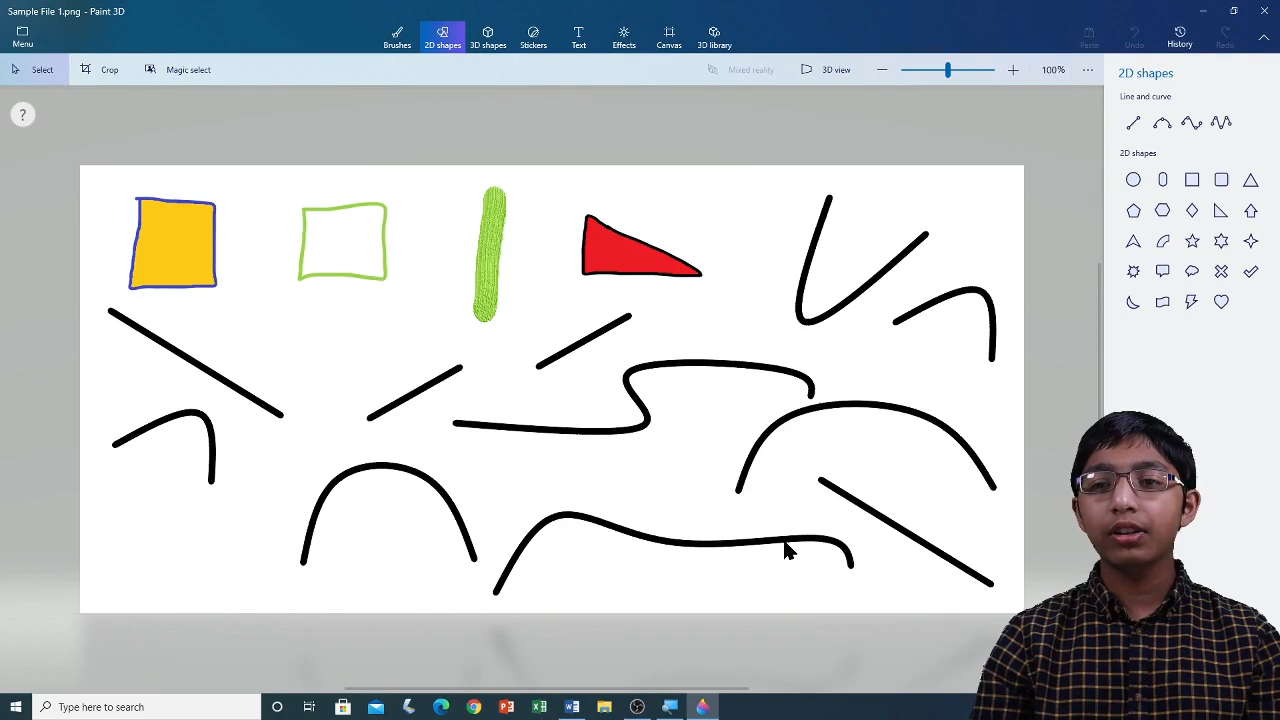 Sample File 1.png - Paint 3D
Menu
Brushes
2D shapes
3D shapes
Stickers
Text
Effects
Canvas
3D library
Paste
Undo
History
Redo
Select
Crop
Magic select
Mixed reality
3D view
100%
?
2D shapes
Line and curve
2D shapes
Type here to search